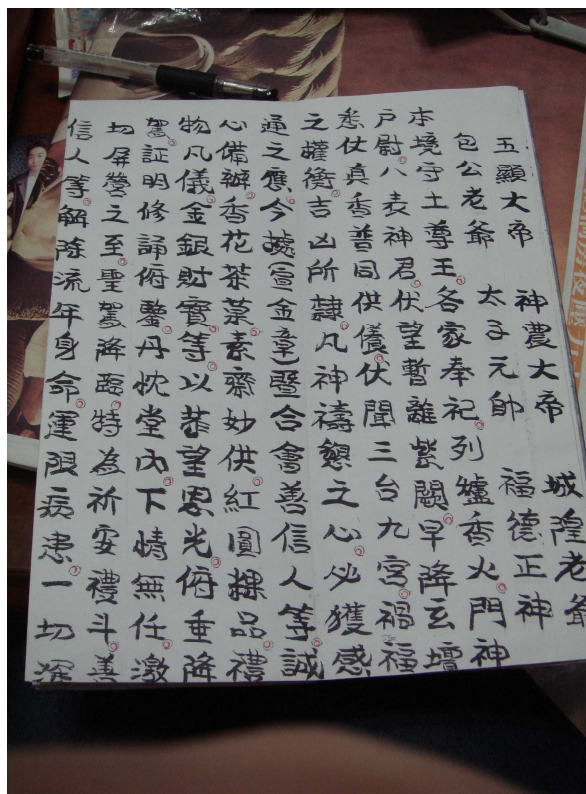 五顯大帝 神農大帝 城隍老爺
包公老爺 太子元帥 福德正神
本境守土尊王各家奉祀列爐香火門神
戶尉八表神君伏望暫離紫闕早降玄壇
悉仗真香普同供儀伏聞三台九宮禍福
之權衡吉凶所隸凡神禱懇之心必獲感
通之應今據宣金章暨合會善信人等誠
心備辦香花茶菓素齋妙供紅圓粿品禮
物凡儀金銀財寶等以恭望恩光俯垂降
駕証明修誦俯鑒丹忱堂內下情無任激
切屏營之至聖駕降臨特為祈安禮斗善
信人等解除流年身命運限病患一切